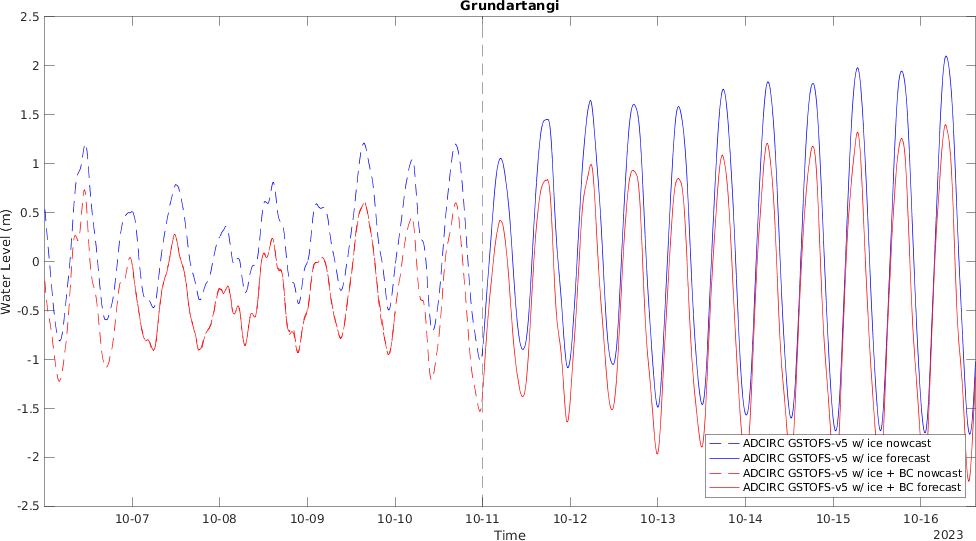 Grundartangi
2.5
2
1.5
1
0.5
0
-0.5
-1
-1.5
-2
-2.5
Water Level (m)
ADCIRC GSTOFS-v5 w/ ice nowcast
ADCIRC GSTOFS-v5 w/ ice forecast
ADCIRC GSTOFS-v5 w/ ice + BC nowcast
ADCIRC GSTOFS-v5 w/ ice + BC forecast
10-07 10-08 10-09 10-10 10-11 10-12 10-13 10-14 10-15 10-16
Time
2023